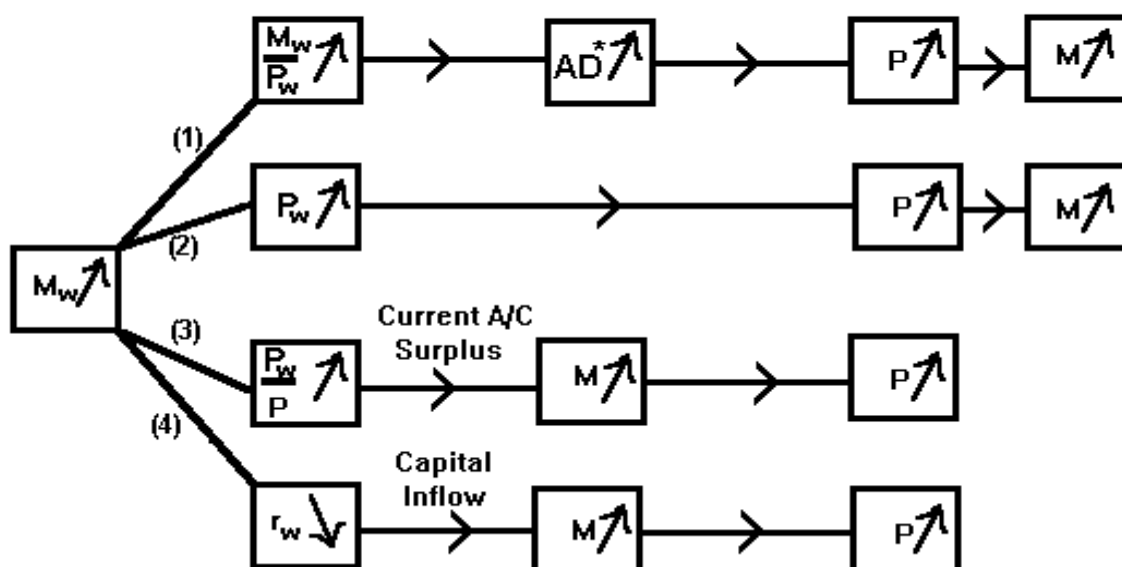 Mw
Pw
AD*
P
M
(1)
Pw
P
M
(2)
Mw
(3)
Current A/C
Surplus
Pw
P
M
P
(4)
Capital
Inflow
rw
M
P